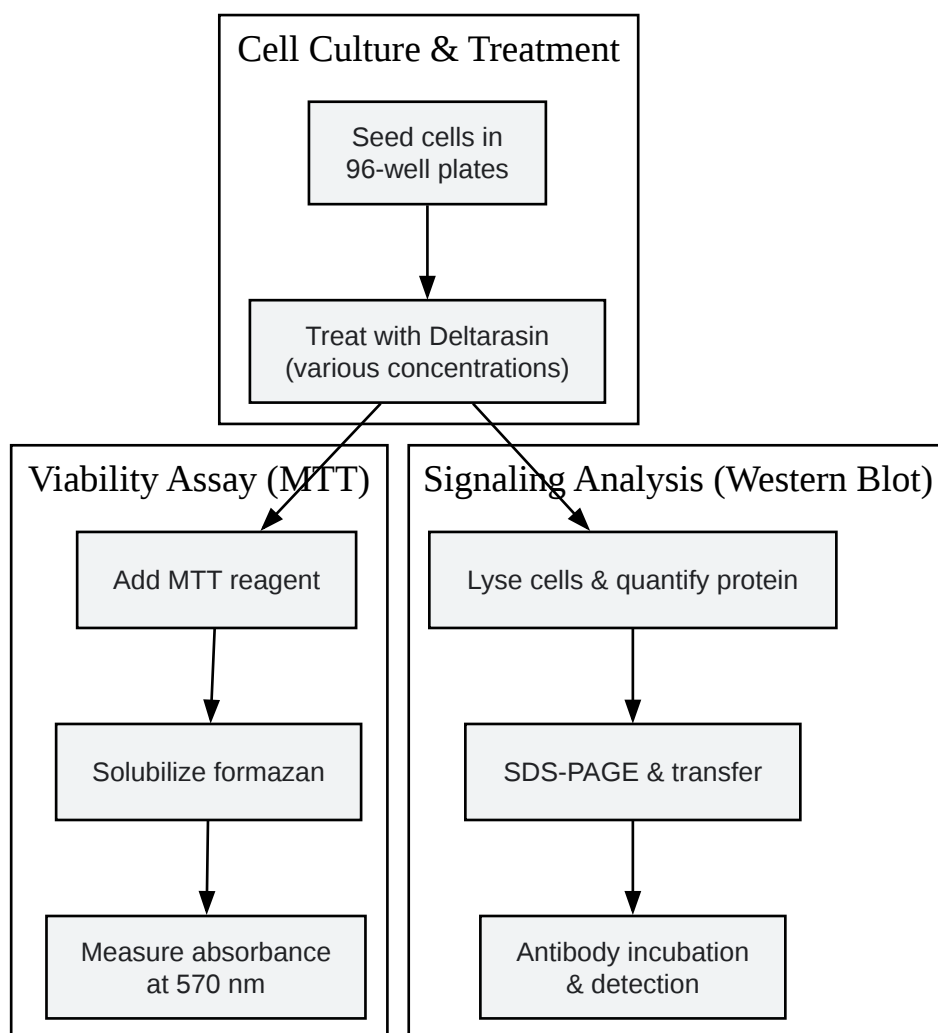 Cell Culture & Treatment
Seed cells in
96-well plates
Treat with Deltarasin
(various concentrations)
Viability Assay (MTT)
Add MTT reagent
Solubilize formazan
Measure absorbance
at 570 nm
Signaling Analysis (Western Blot)
Lyse cells & quantify protein
SDS-PAGE & transfer
Antibody incubation
& detection